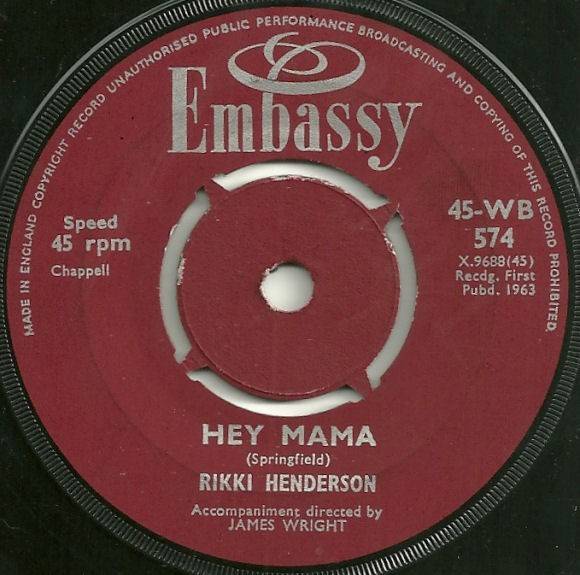 MADE IN ENGLAND COPYRIGHT RECORD UNAUTHORISED PUBLIC PERFORMANCE BROADCASTING AND COPYING OF THIS RECORD PROHIBITED
Embassy
Speed
45 rpm
Chappell
45-WB
574
X.9688(45)
Recdg. First
Pubd. 1963
HEY MAMA
(Springfield)
RIKKI HENDERSON
Accompaniment directed by
JAMES WRIGHT